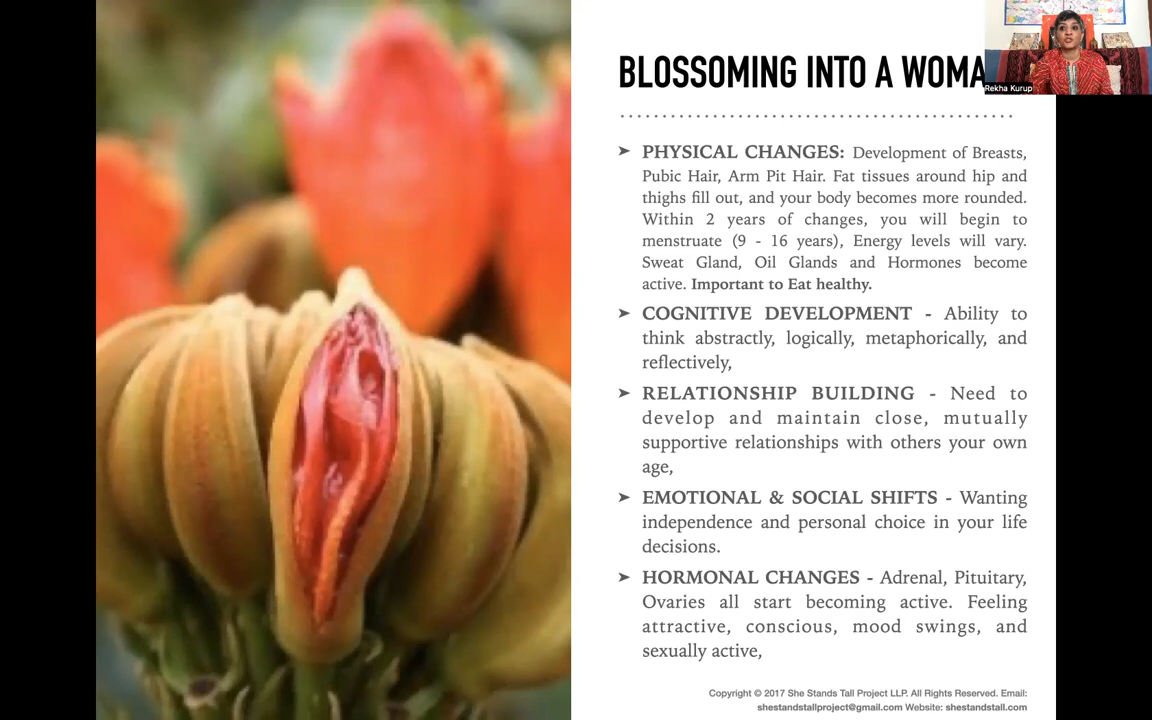 BLOSSOMING INTO A WOMA
Rekha Kurup
➤ PHYSICAL CHANGES: Development of Breasts,
Pubic Hair, Arm Pit Hair. Fat tissues around hip and
thighs fill out, and your body becomes more rounded.
Within 2 years of changes, you will begin to
menstruate (9 - 16 years), Energy levels will vary.
Sweat Gland, Oil Glands and Hormones become
active. Important to Eat healthy.
➤ COGNITIVE DEVELOPMENT - Ability to
think abstractly, logically, metaphorically, and
reflectively,
➤ RELATIONSHIP BUILDING - Need to
develop and maintain close, mutually
supportive relationships with others your own
age,
➤ EMOTIONAL & SOCIAL SHIFTS - Wanting
independence and personal choice in your life
decisions.
➤ HORMONAL CHANGES - Adrenal, Pituitary,
Ovaries all start becoming active. Feeling
attractive, conscious, mood swings, and
sexually active,
Copyright © 2017 She Stands Tall Project LLP. All Rights Reserved. Email:
shestandstallproject@gmail.com Website: shestandstall.com